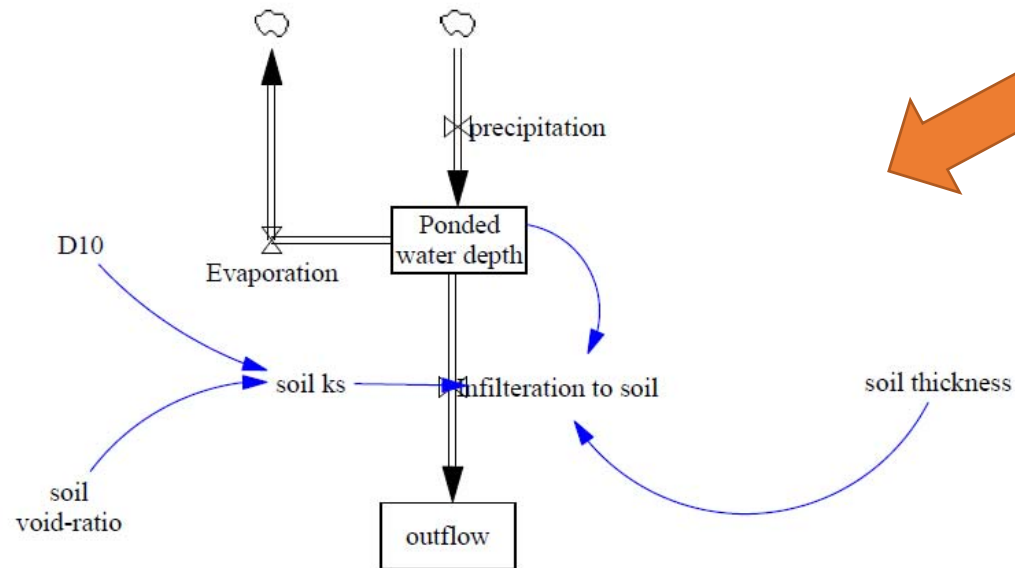 precipitation
Ponded
water depth
D10
Evaporation
soil ks
Infilteration to soil
soil thickness
soil
void-ratio
outflow